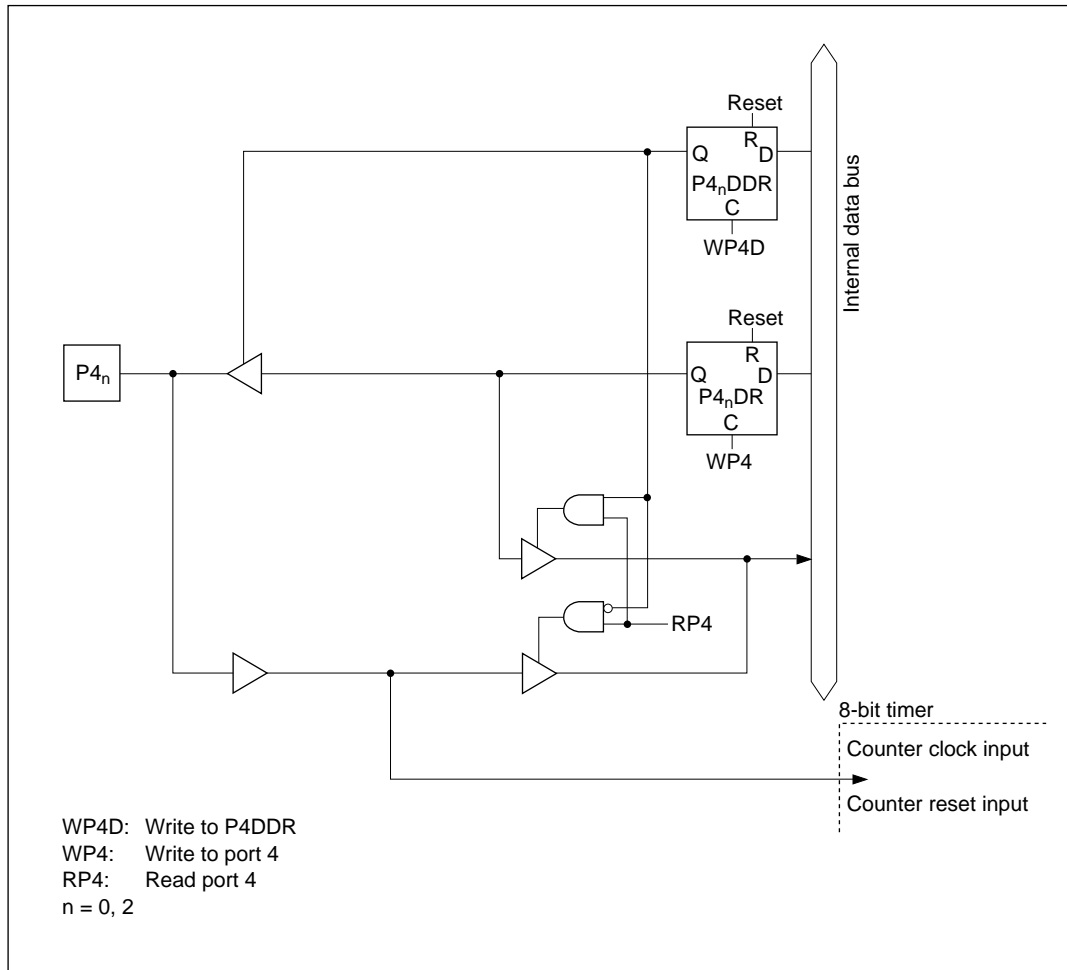 Reset
R
Q
D
P4nDDR
C
WP4D
Internal data bus
Reset
R
Q
D
P4nDR
C
WP4
P4n
RP4
8-bit timer
Counter clock input
Counter reset input
WP4D: Write to P4DDR
WP4: Write to port 4
RP4: Read port 4
n = 0, 2